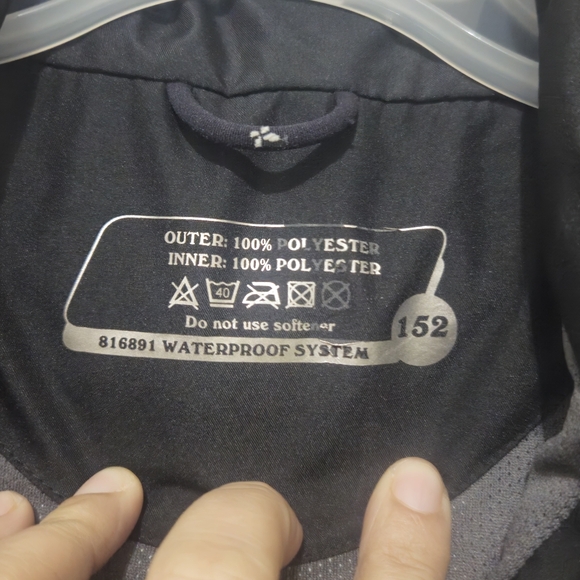 OUTER: 100% POLYESTER
INNER: 100% POLYESTER
40
Do not use softener
152
816891 WATERPROOF SYSTEM